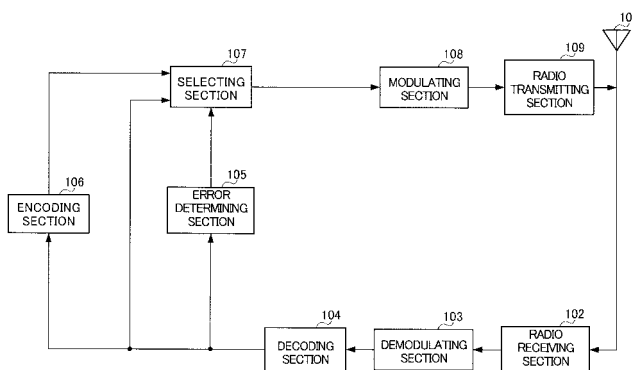 10
107
SELECTING
SECTION
108
MODULATING
SECTION
109
RADIO
TRANSMITTING
SECTION
106
ENCODING
SECTION
105
ERROR
DETERMINING
SECTION
104
DECODING
SECTION
103
DEMODULATING
SECTION
102
RADIO
RECEIVING
SECTION